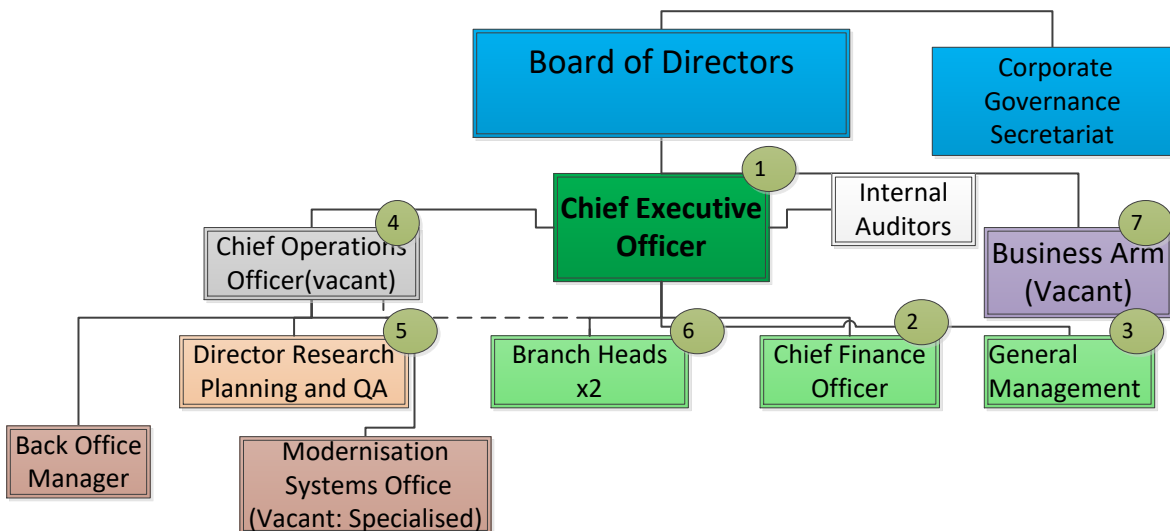 Board of Directors
Corporate
Governance
Secretariat
1
Chief Executive
Officer
Internal
Auditors
4
Chief Operations
Officer(vacant)
7
Business Arm
(Vacant)
5
Director Research
Planning and QA
6
Branch Heads
x2
2
Chief Finance
Officer
3
General
Management
Back Office
Manager
Modernisation
Systems Office
(Vacant: Specialised)